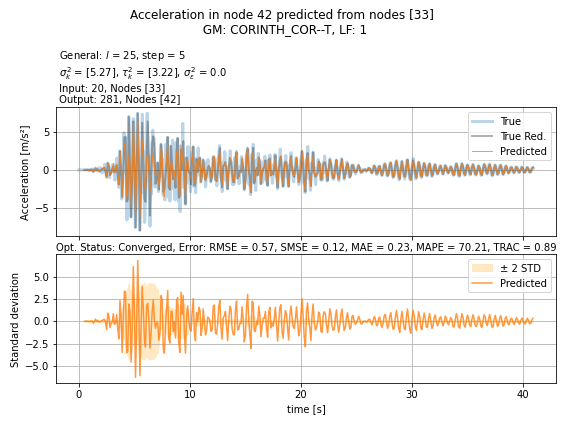 Acceleration in node 42 predicted from nodes [33]
GM: CORINTH_COR--T, LF: 1
General: l = 25, step = 5
σ²ₖ = [5.27], τ²ₖ = [3.22], σ²ε = 0.0
Input: 20, Nodes [33]
Output: 281, Nodes [42]
Acceleration [m/s²]
5
0
−5
True
True Red.
Predicted
Opt. Status: Converged, Error: RMSE = 0.57, SMSE = 0.12, MAE = 0.23, MAPE = 70.21, TRAC = 0.89
Standard deviation
5.0
2.5
0.0
−2.5
−5.0
± 2 STD
Predicted
0 10 20 30 40
time [s]